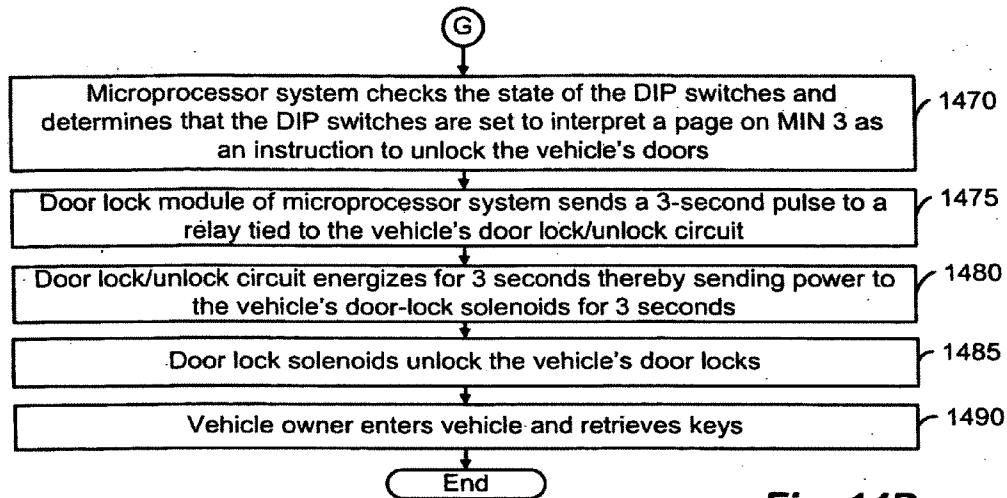 G
Microprocessor system checks the state of the DIP switches and
determines that the DIP switches are set to interpret a page on MIN 3 as
an instruction to unlock the vehicle's doors
1470
Door lock module of microprocessor system sends a 3-second pulse to a
relay tied to the vehicle's door lock/unlock circuit
1475
Door lock/unlock circuit energizes for 3 seconds thereby sending power to
the vehicle's door-lock solenoids for 3 seconds
1480
Door lock solenoids unlock the vehicle's door locks
1485
Vehicle owner enters vehicle and retrieves keys
1490
End